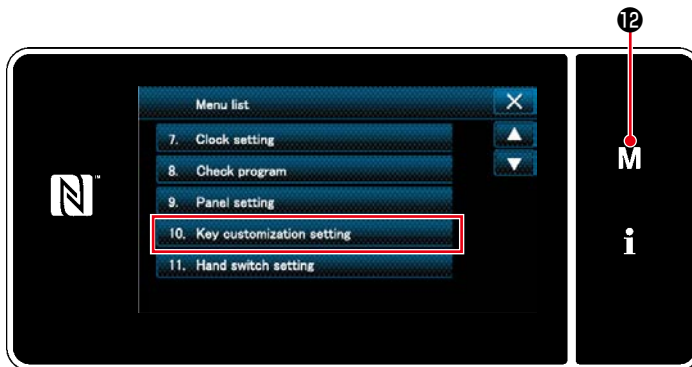 ⓬
Menu list
7. Clock setting
8. Check program
9. Panel setting
10. Key customization setting
11. Hand switch setting
N™
M
i